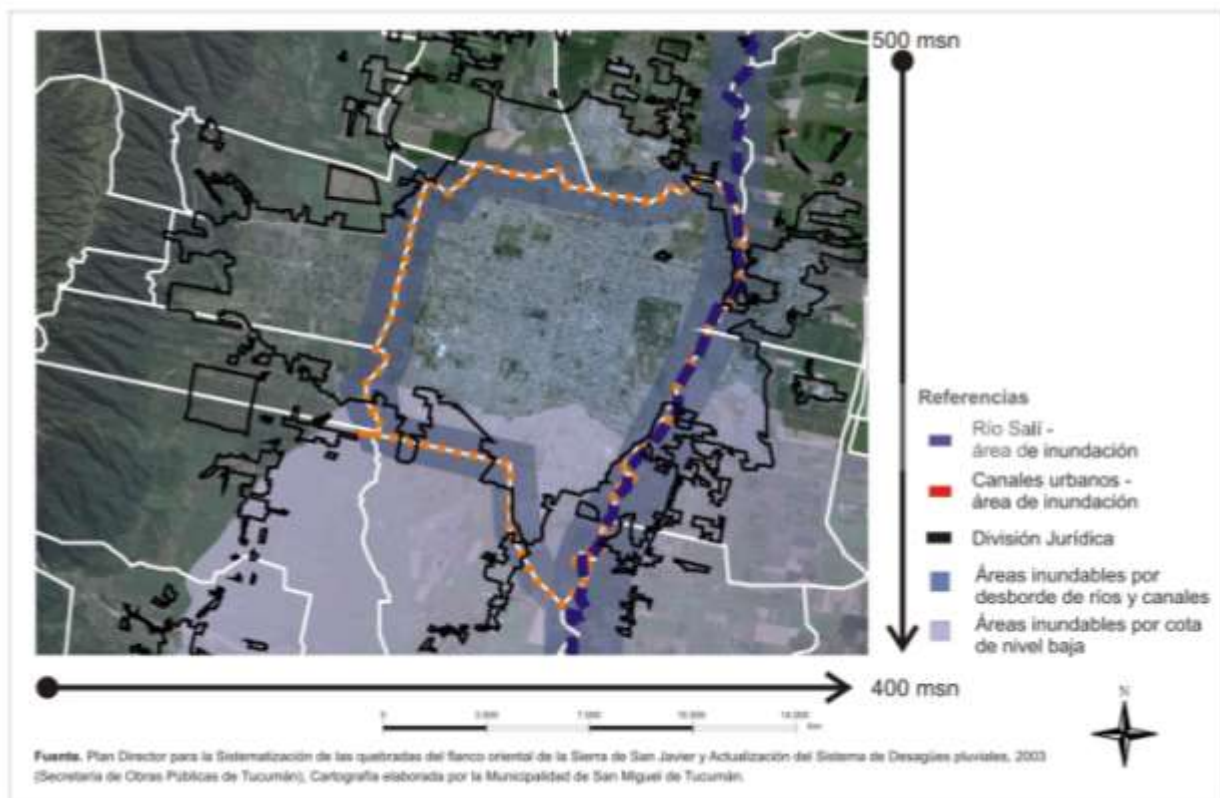 500 msn
Referencias
Río Salí -
área de inundación
Canales urbanos -
área de inundación
División Jurídica
Áreas inundables por
desborde de ríos y canales
Áreas inundables por cota
de nivel baja
400 msn
N
0
Fuente. Plan Director para la Sistematización de las quebradas del flanco oriental de la Sierra de San Javier y Actualización del Sistema de Desagües pluviales, 2003
(Secretaría de Obras Públicas de Tucumán), Cartografía elaborada por la Municipalidad de San Miguel de Tucumán.